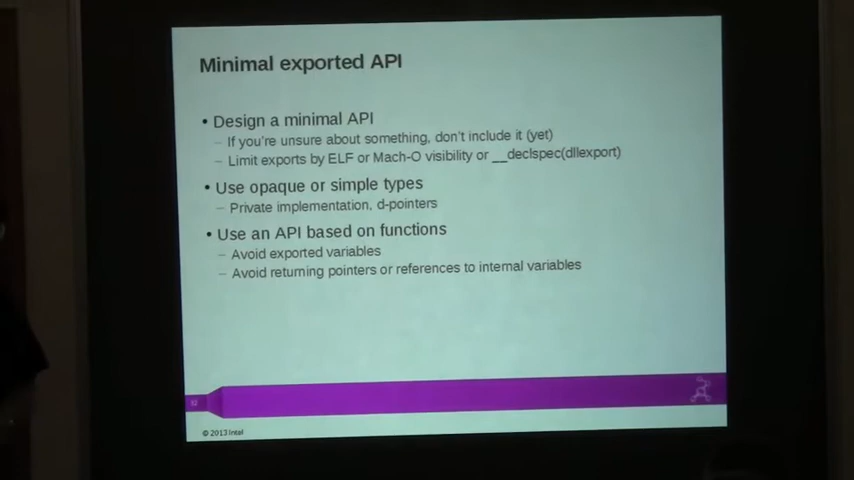 Minimal exported API
• Design a minimal API
– If you're unsure about something, don't include it (yet)
– Limit exports by ELF or Mach-O visibility or __declspec(dllexport)
• Use opaque or simple types
– Private implementation, d-pointers
• Use an API based on functions
– Avoid exported variables
– Avoid returning pointers or references to internal variables
© 2013 Intel